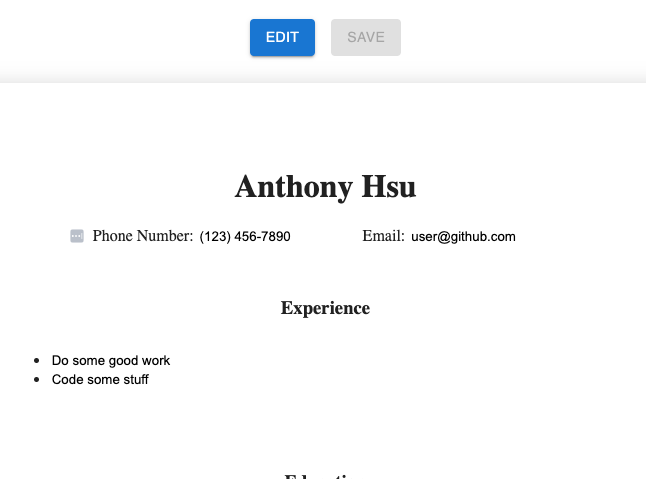 EDIT SAVE
Anthony Hsu
Phone Number: (123) 456-7890 Email: user@github.com
Experience
• Do some good work
• Code some stuff